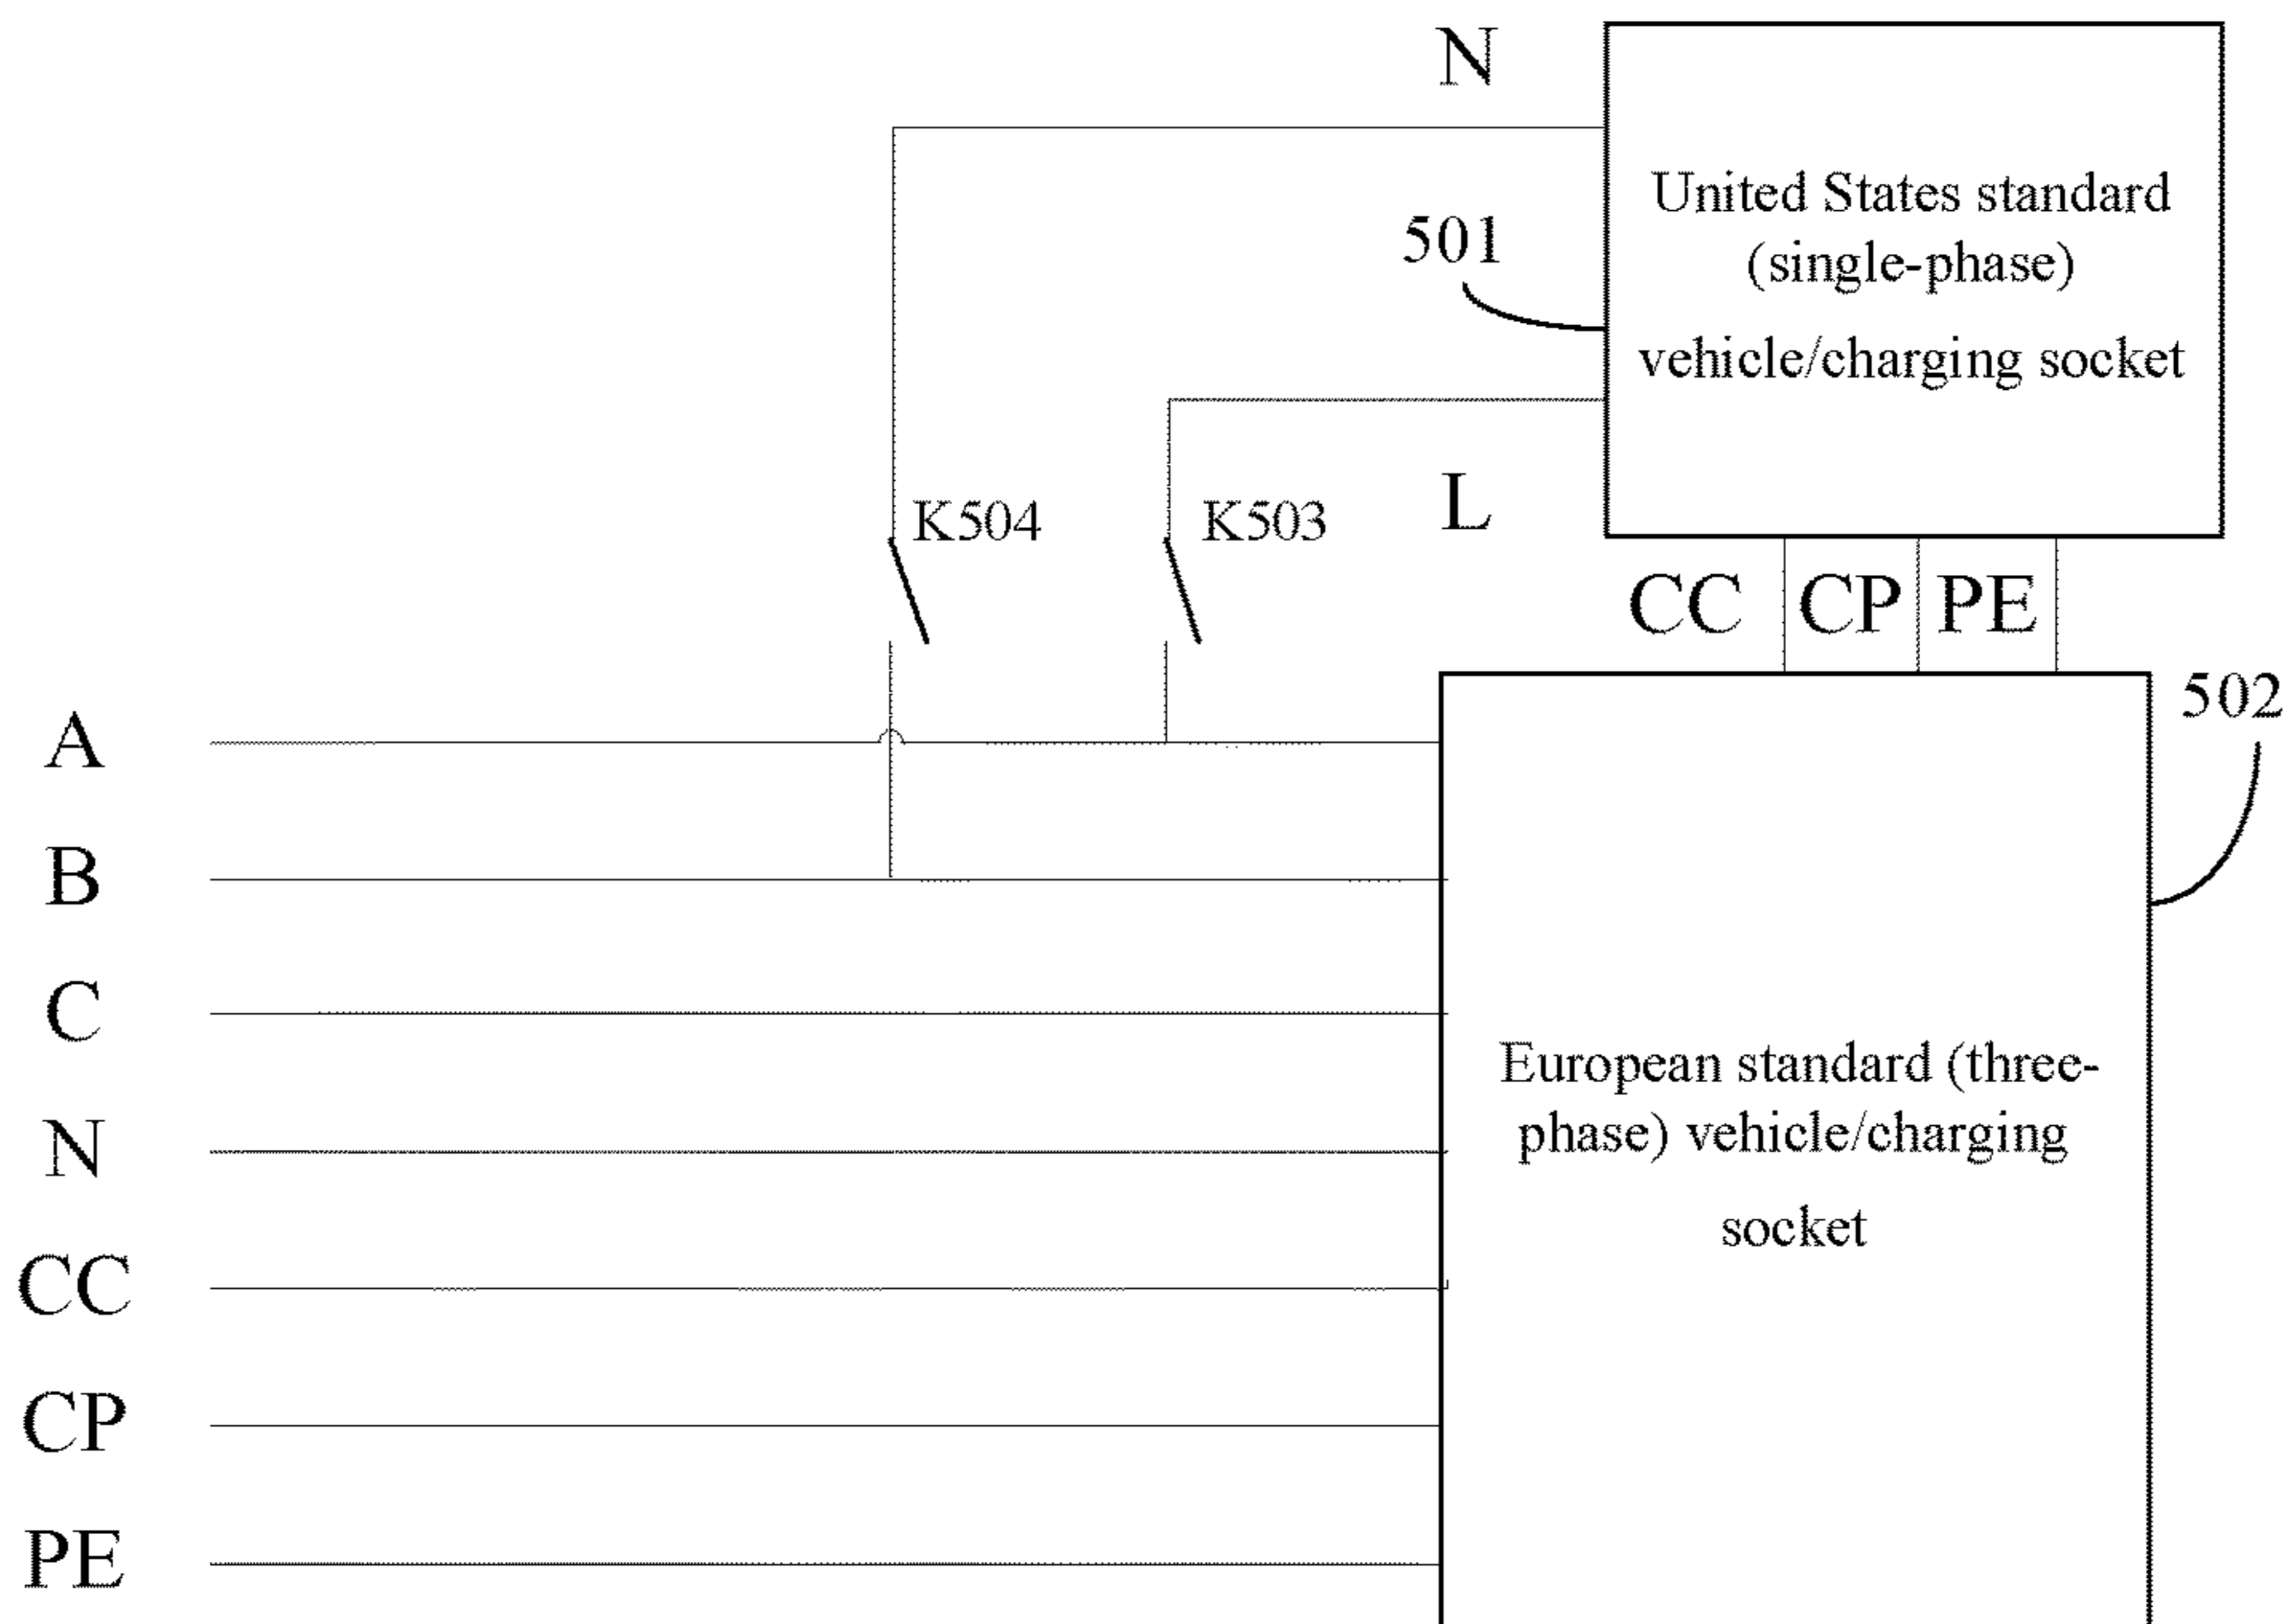 N
United States standard
(single-phase)
vehicle/charging socket
501
L
K504
K503
CC
CP
PE
502
A
B
C
N
CC
CP
PE
European standard (three-
phase) vehicle/charging
socket